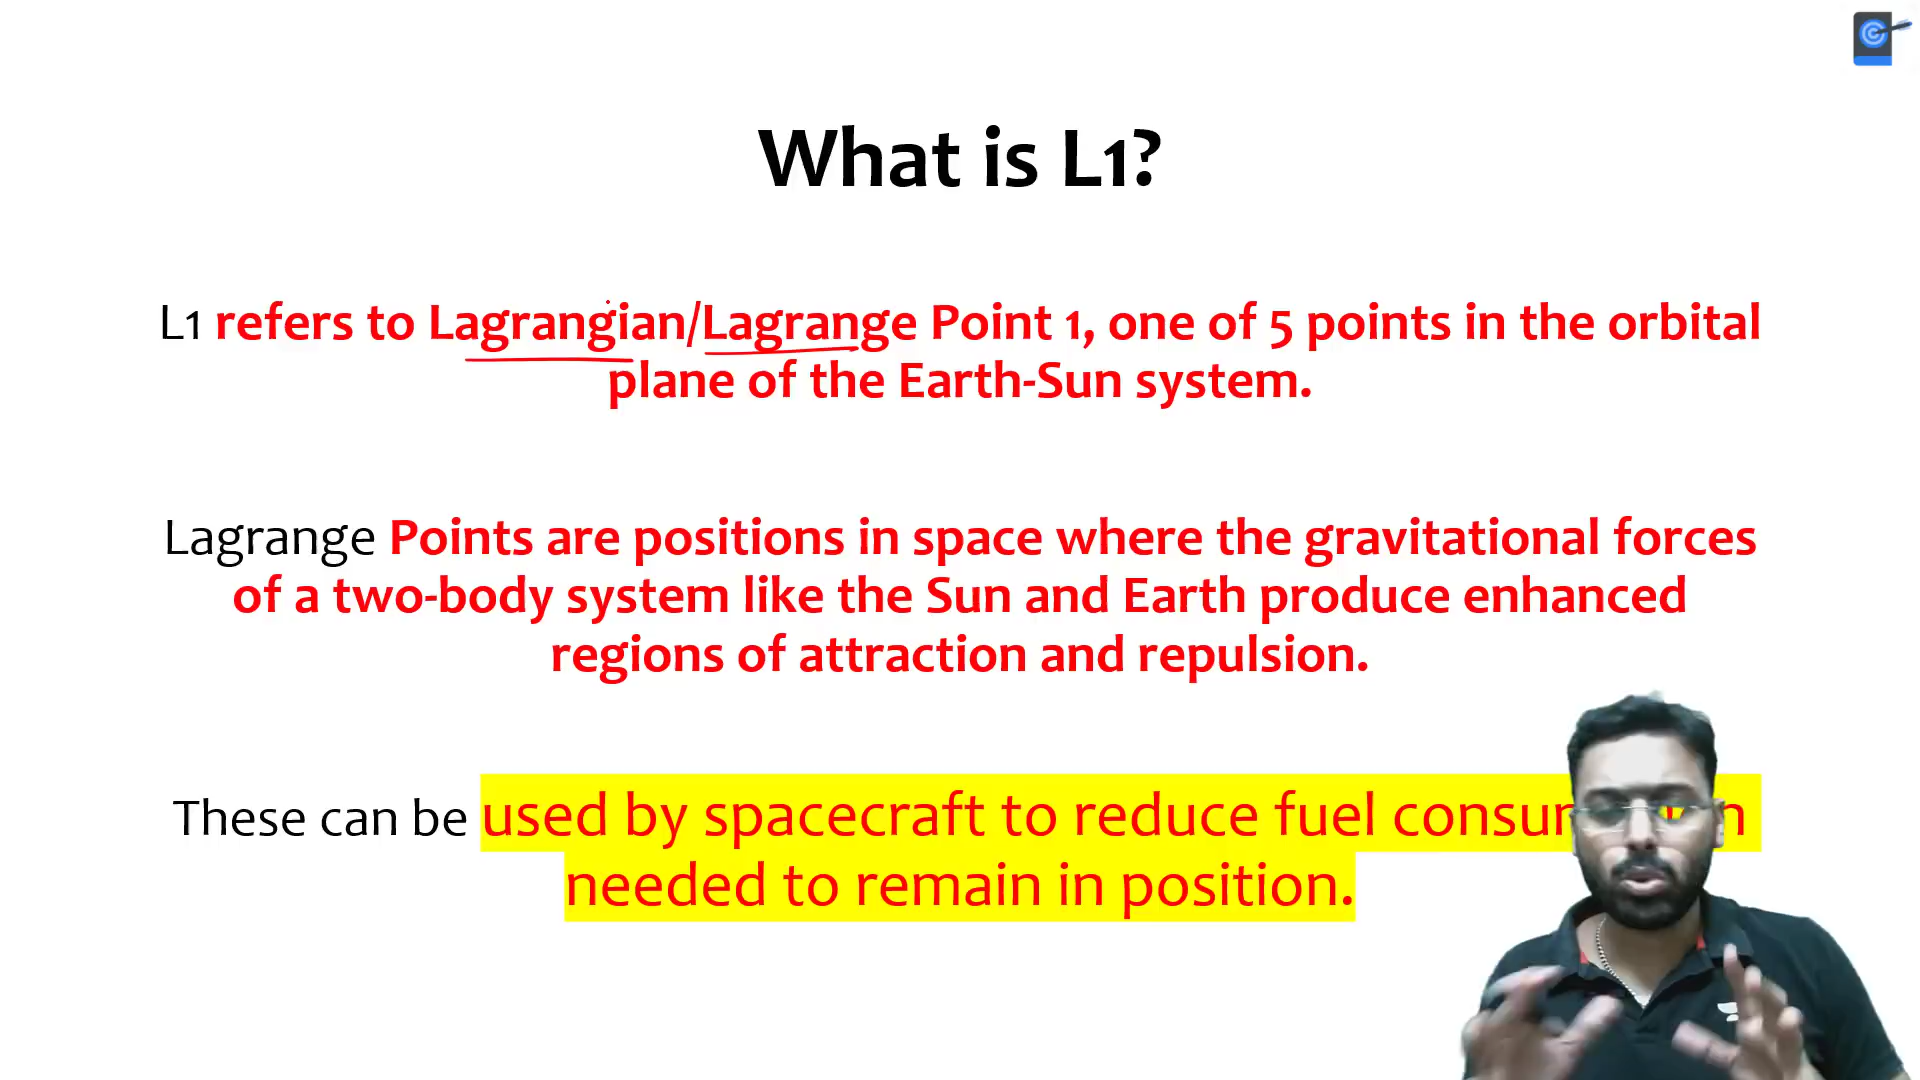 What is L1?
L1 refers to Lagrangian/Lagrange Point 1, one of 5 points in the orbital
plane of the Earth-Sun system.
Lagrange Points are positions in space where the gravitational forces
of a two-body system like the Sun and Earth produce enhanced
regions of attraction and repulsion.
These can be used by spacecraft to reduce fuel
needed to remain in position.